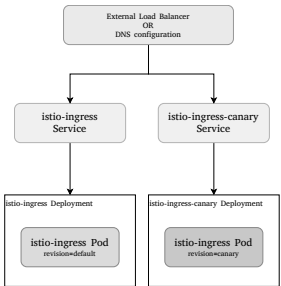 External Load Balancer
OR
DNS configuration
istio-ingress
Service
istio-ingress-canary
Service
istio-ingress Deployment
istio-ingress-canary Deployment
istio-ingress Pod
revision=default
istio-ingress Pod
revision=canary